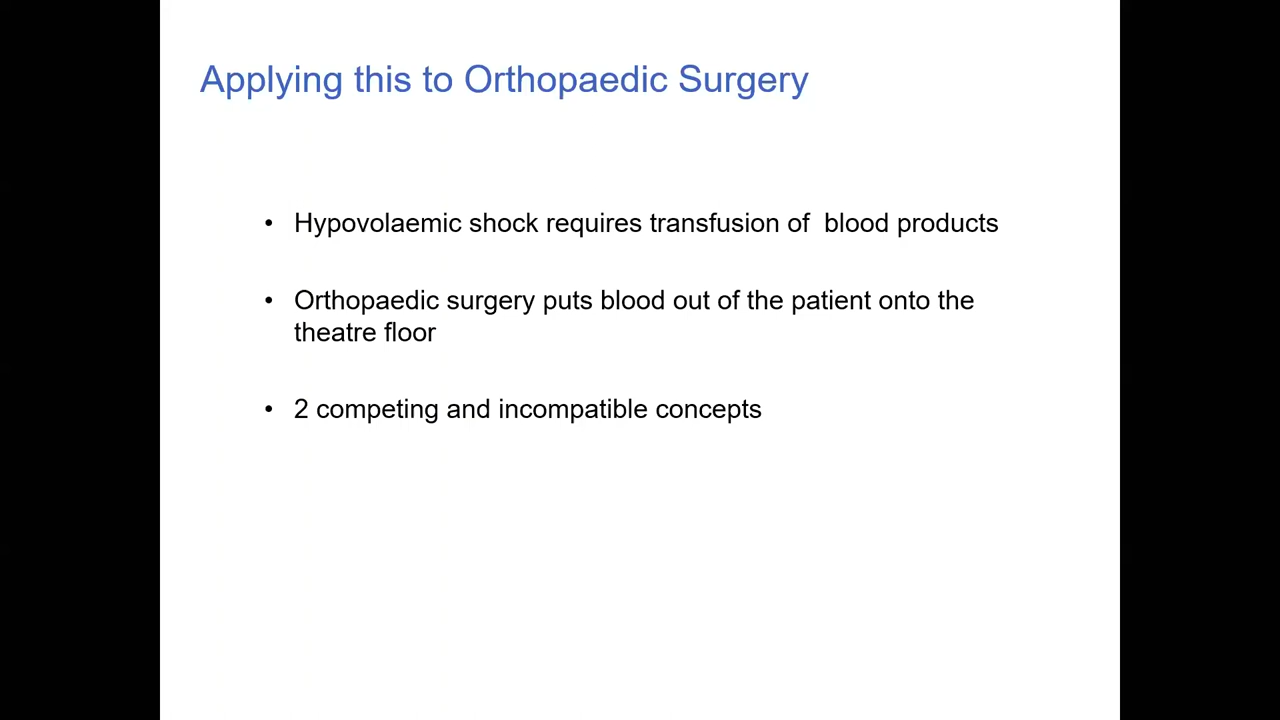 Applying this to Orthopaedic Surgery
• Hypovolaemic shock requires transfusion of  blood products
• Orthopaedic surgery puts blood out of the patient onto the
theatre floor
• 2 competing and incompatible concepts